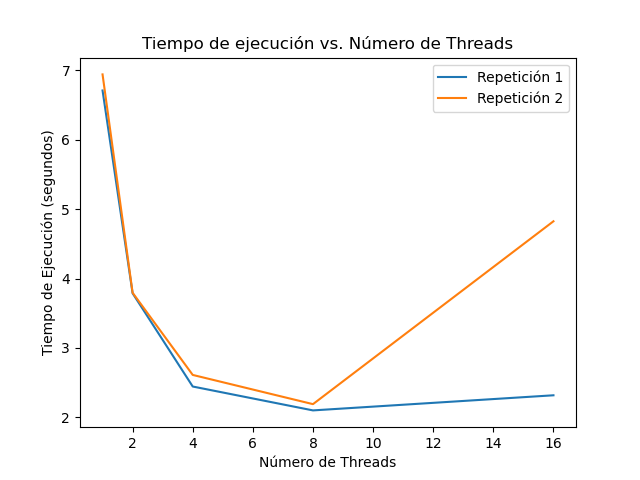 Tiempo de ejecución vs. Número de Threads
Repetición 1
Repetición 2
Tiempo de Ejecución (segundos)
7
6
5
4
3
2
2 4 6 8 10 12 14 16
Número de Threads